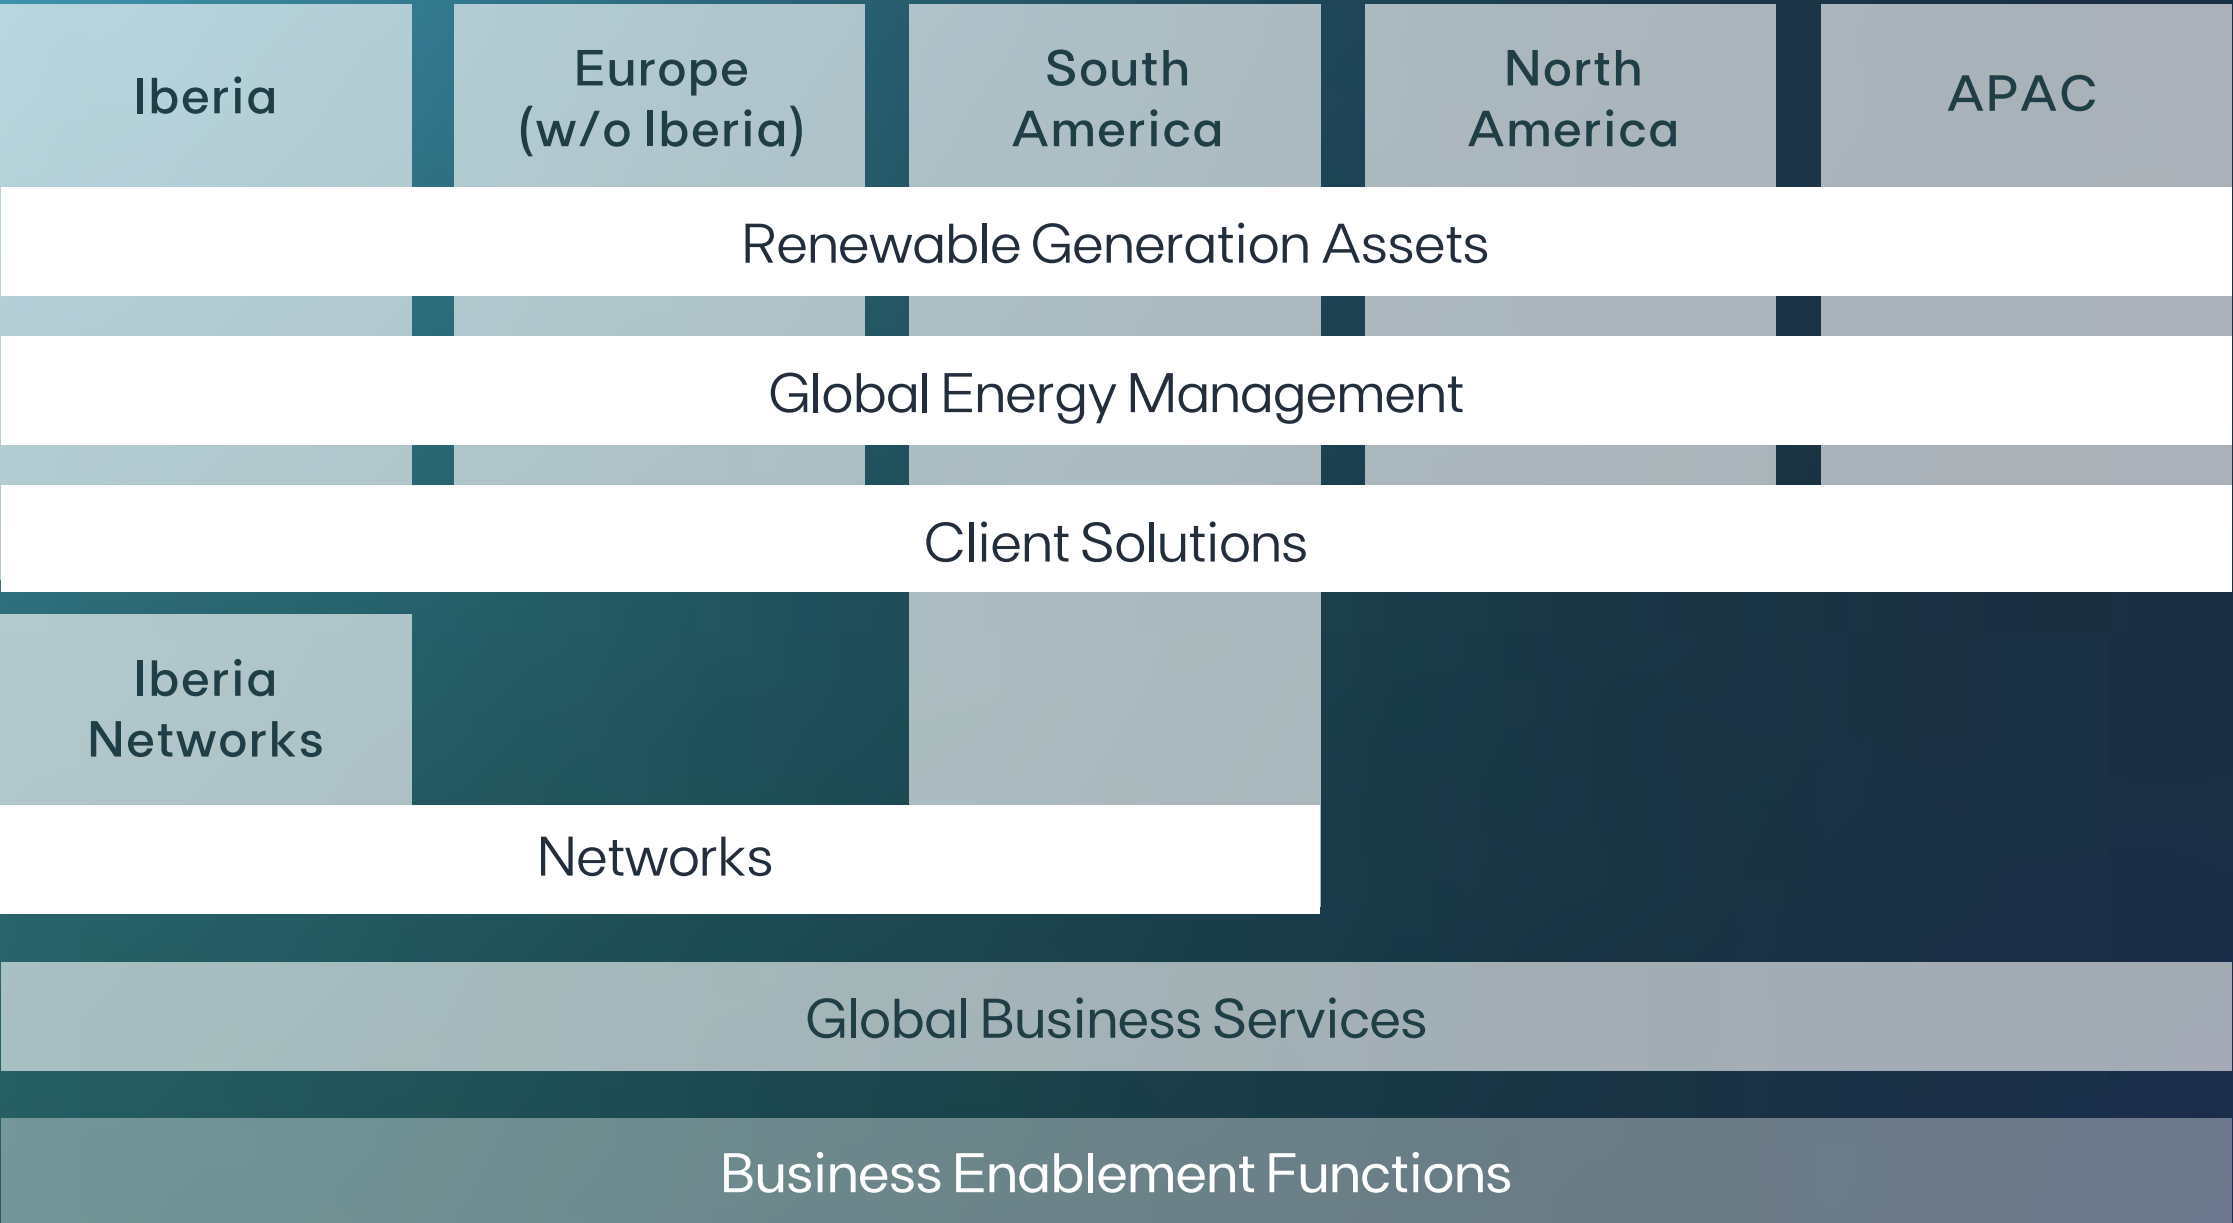 Iberia
Europe
(w/o Iberia)
South
America
North
America
APAC
Renewable Generation Assets
Global Energy Management
Client Solutions
Iberia
Networks
Networks
Global Business Services
Business Enablement Functions